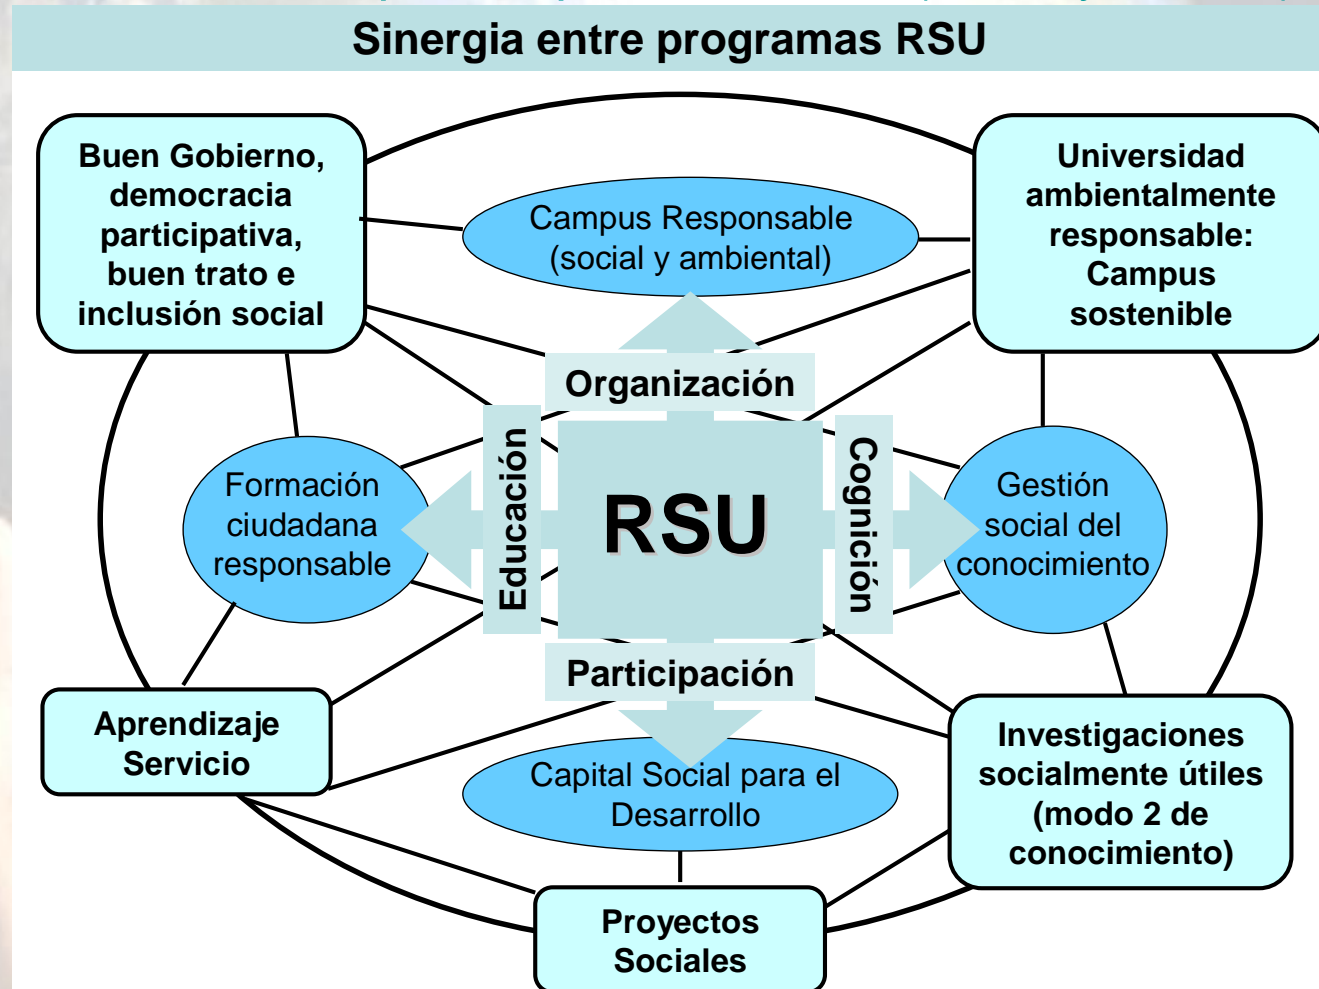 Sinergia entre programas RSU
Buen Gobierno,
democracia
participativa,
buen trato e
inclusión social
Campus Responsable
(social y ambiental)
Universidad
ambientalmente
responsable:
Campus
sostenible
Organización
Educación
RSU
Cognición
Participación
Formación
ciudadana
responsable
Gestión
social del
conocimiento
Aprendizaje
Servicio
Capital Social para el
Desarrollo
Investigaciones
socialmente útiles
(modo 2 de
conocimiento)
Proyectos
Sociales